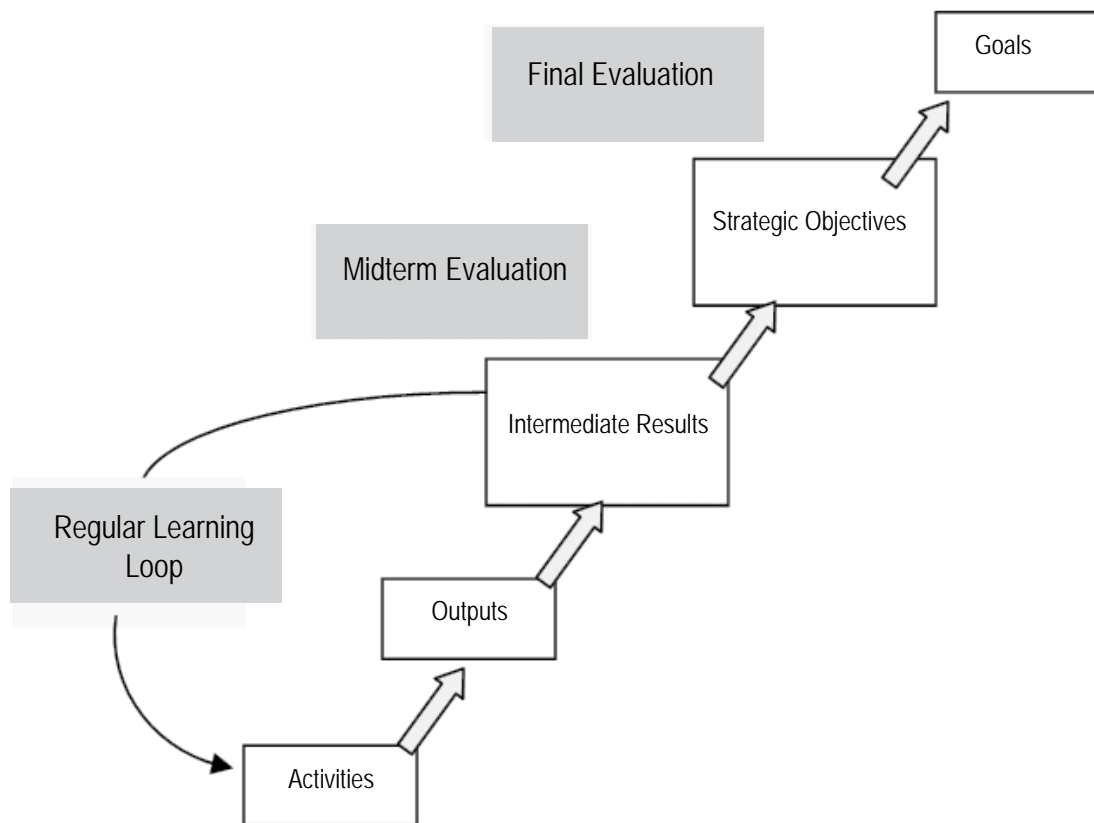 Goals
Final Evaluation
Strategic Objectives
Midterm Evaluation
Intermediate Results
Regular Learning
Loop
Outputs
Activities